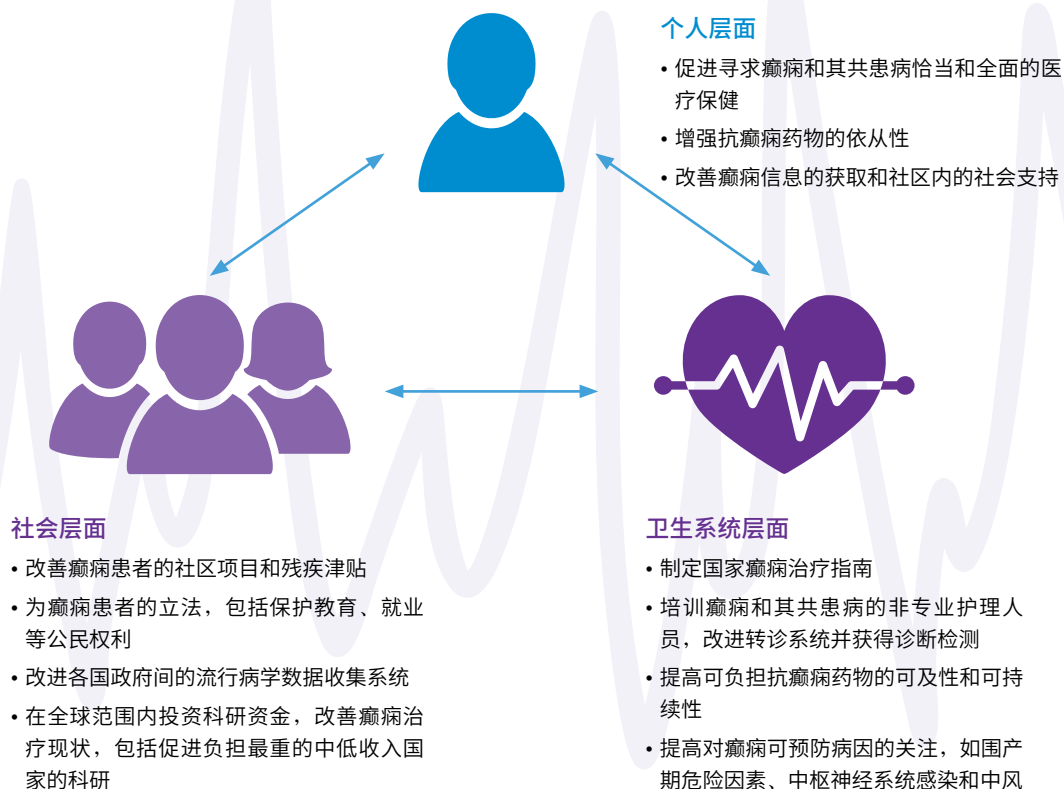 个人层面
• 促进寻求癫痫和其共患病恰当和全面的医
疗保健
• 增强抗癫痫药物的依从性
• 改善癫痫信息的获取和社区内的社会支持
社会层面
• 改善癫痫患者的社区项目和残疾津贴
• 为癫痫患者的立法，包括保护教育、就业
等公民权利
• 改进各国政府间的流行病学数据收集系统
• 在全球范围内投资科研资金，改善癫痫治
疗现状，包括促进负担最重的中低收入国
家的科研
卫生系统层面
• 制定国家癫痫治疗指南
• 培训癫痫和其共患病的非专业护理人
员，改进转诊系统并获得诊断检测
• 提高可负担抗癫痫药物的可及性和可持
续性
• 提高对癫痫可预防病因的关注，如围产
期危险因素、中枢神经系统感染和中风